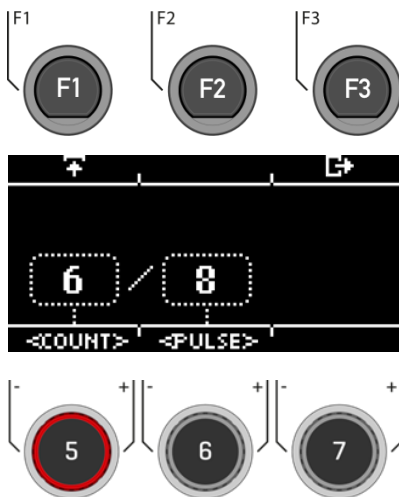 F1 F2 F3
F1 F2 F3
6 / 8
<COUNT> <PULSE>
- + - + - +
5 6 7